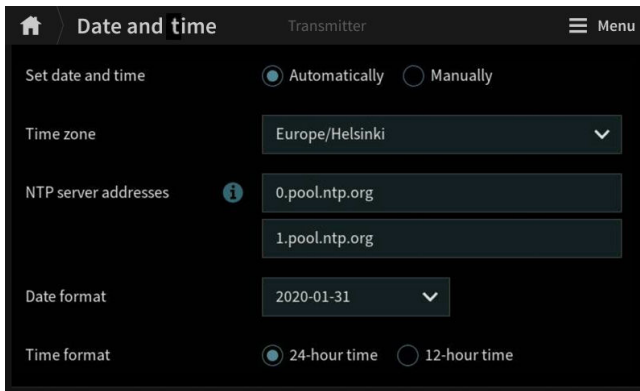 Date and time Transmitter Menu
Set date and time Automatically Manually
Time zone Europe/Helsinki
NTP server addresses i 0.pool.ntp.org
1.pool.ntp.org
Date format 2020-01-31
Time format 24-hour time 12-hour time